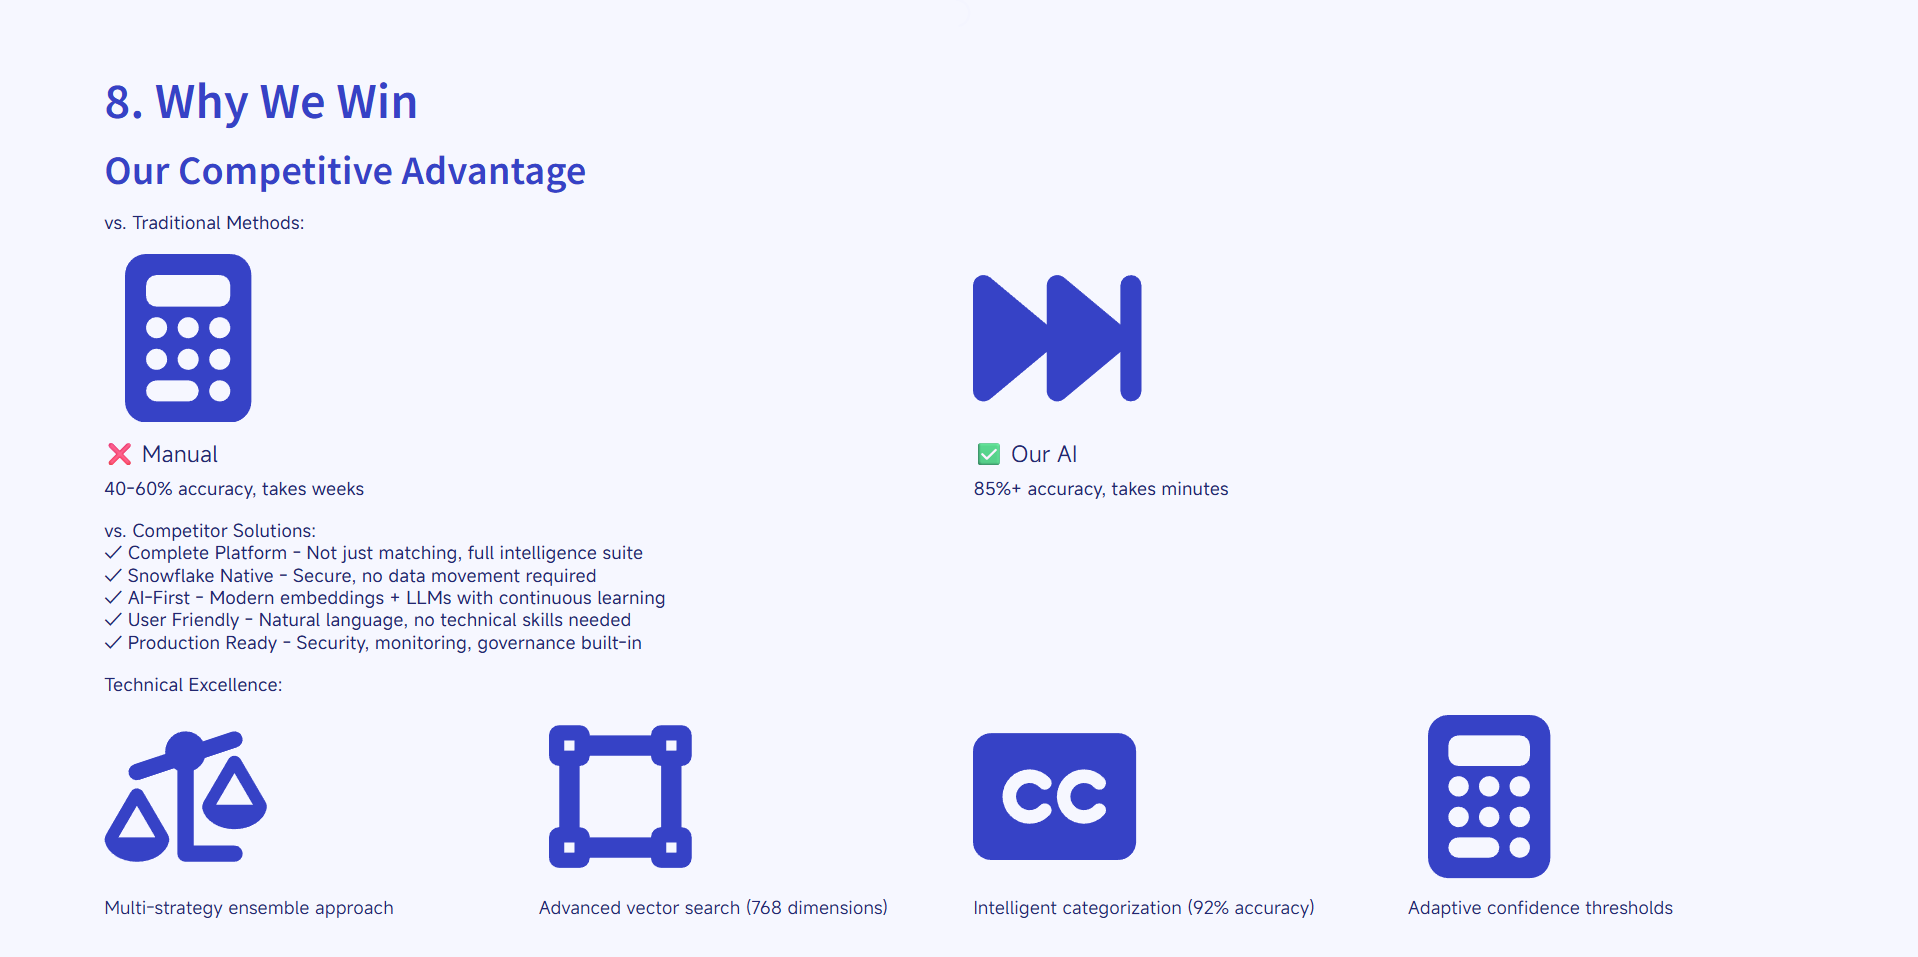 8. Why We Win
Our Competitive Advantage
vs. Traditional Methods:
❌ Manual
40-60% accuracy, takes weeks
✅ Our AI
85%+ accuracy, takes minutes
vs. Competitor Solutions:
✓ Complete Platform - Not just matching, full intelligence suite
✓ Snowflake Native - Secure, no data movement required
✓ AI-First - Modern embeddings + LLMs with continuous learning
✓ User Friendly - Natural language, no technical skills needed
✓ Production Ready - Security, monitoring, governance built-in
Technical Excellence:
CC
Multi-strategy ensemble approach
Advanced vector search (768 dimensions)
Intelligent categorization (92% accuracy)
Adaptive confidence thresholds